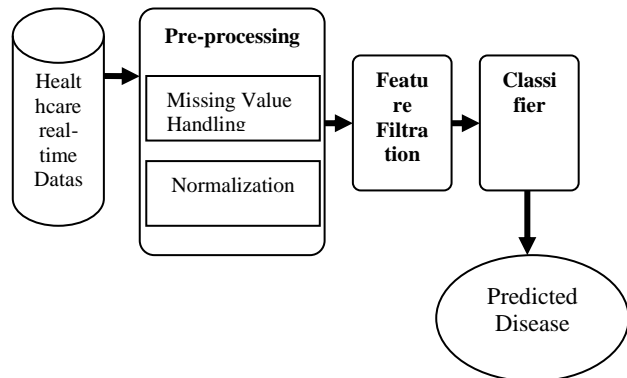 Healt
hcare
real-
time
Datas
Pre-processing
Missing Value
Handling
Normalization
Featu
re
Filtra
tion
Classi
fier
Predicted
Disease